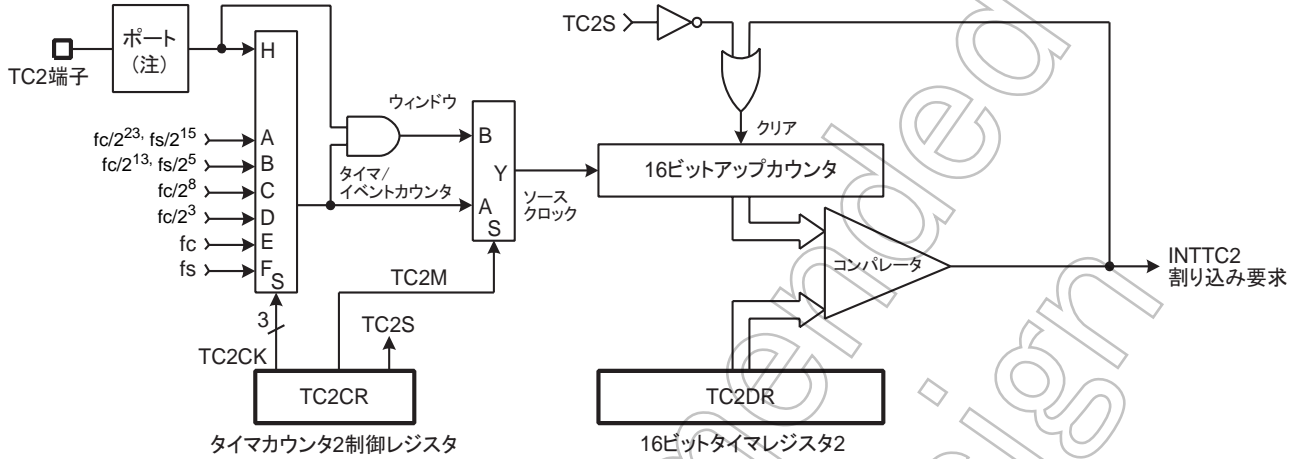 TC2端子
ポート
(注)
H
fc/2^23, fs/2^15
A
fc/2^13, fs/2^5
B
fc/2^8
C
fc/2^3
D
fc
E
fs
F
S
3
TC2CK
ウィンドウ
タイマ/
イベントカウンタ
B
Y
A
S
ソース
クロック
TC2M
TC2S
TC2CR
タイマカウンタ2制御レジスタ
TC2S
クリア
16ビットアップカウンタ
コンパレータ
INTTC2
割り込み要求
TC2DR
16ビットタイマレジスタ2
mended
sign